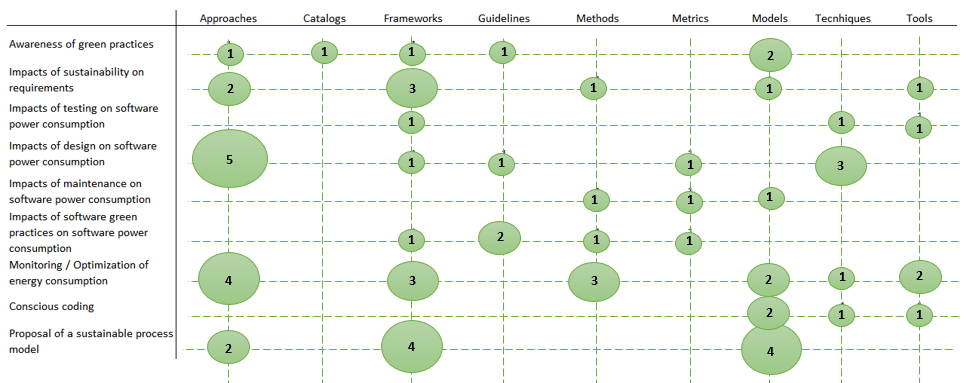 Approaches Catalogs Frameworks Guidelines Methods Metrics Models Tecnhiques Tools
Awareness of green practices
1 1 1 1 2
Impacts of sustainability on
requirements
2 3 1 1 1
Impacts of testing on software
power consumption
1 1 1
Impacts of design on software
power consumption
5 1 1 1 3
Impacts of maintenance on
software power consumption
1 1 1
Impacts of software green
practices on software power
consumption
1 2 1 1
Monitoring / Optimization of
energy consumption
4 3 3 2 1 2
Conscious coding
2 1 1
Proposal of a sustainable process
model
2 4 4